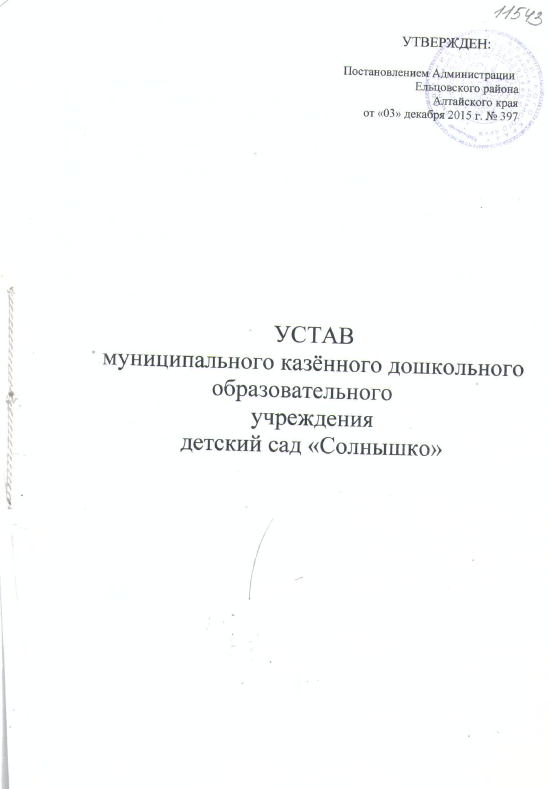 11543
УТВЕРЖДЕН:
Постановлением Администрации
Ельцовского района
Алтайского края
от «03» декабря 2015 г. № 397
УСТАВ
муниципального казённого дошкольного
образовательного
учреждения
детский сад «Солнышко»